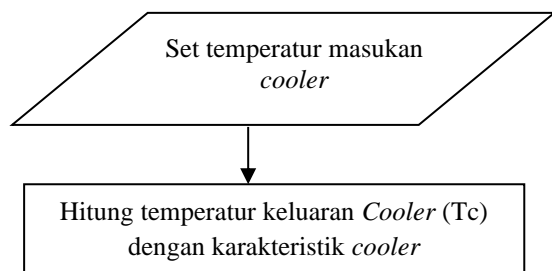 Set temperatur masukan
cooler
Hitung temperatur keluaran Cooler (Tc)
dengan karakteristik cooler